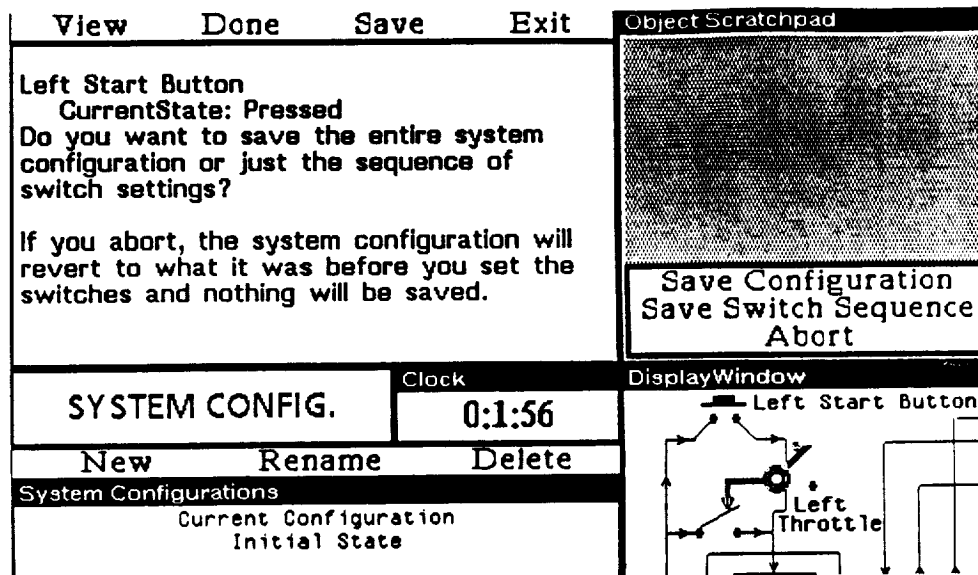 View Done Save Exit
Left Start Button
CurrentState: Pressed
Do you want to save the entire system
configuration or just the sequence of
switch settings?
If you abort, the system configuration will
revert to what it was before you set the
switches and nothing will be saved.
Object Scratchpad
Save Configuration
Save Switch Sequence
Abort
SYSTEM CONFIG.
Clock
0:1:56
New Rename Delete
System Configurations
Current Configuration
Initial State
DisplayWindow
Left Start Button
Left
Throttle